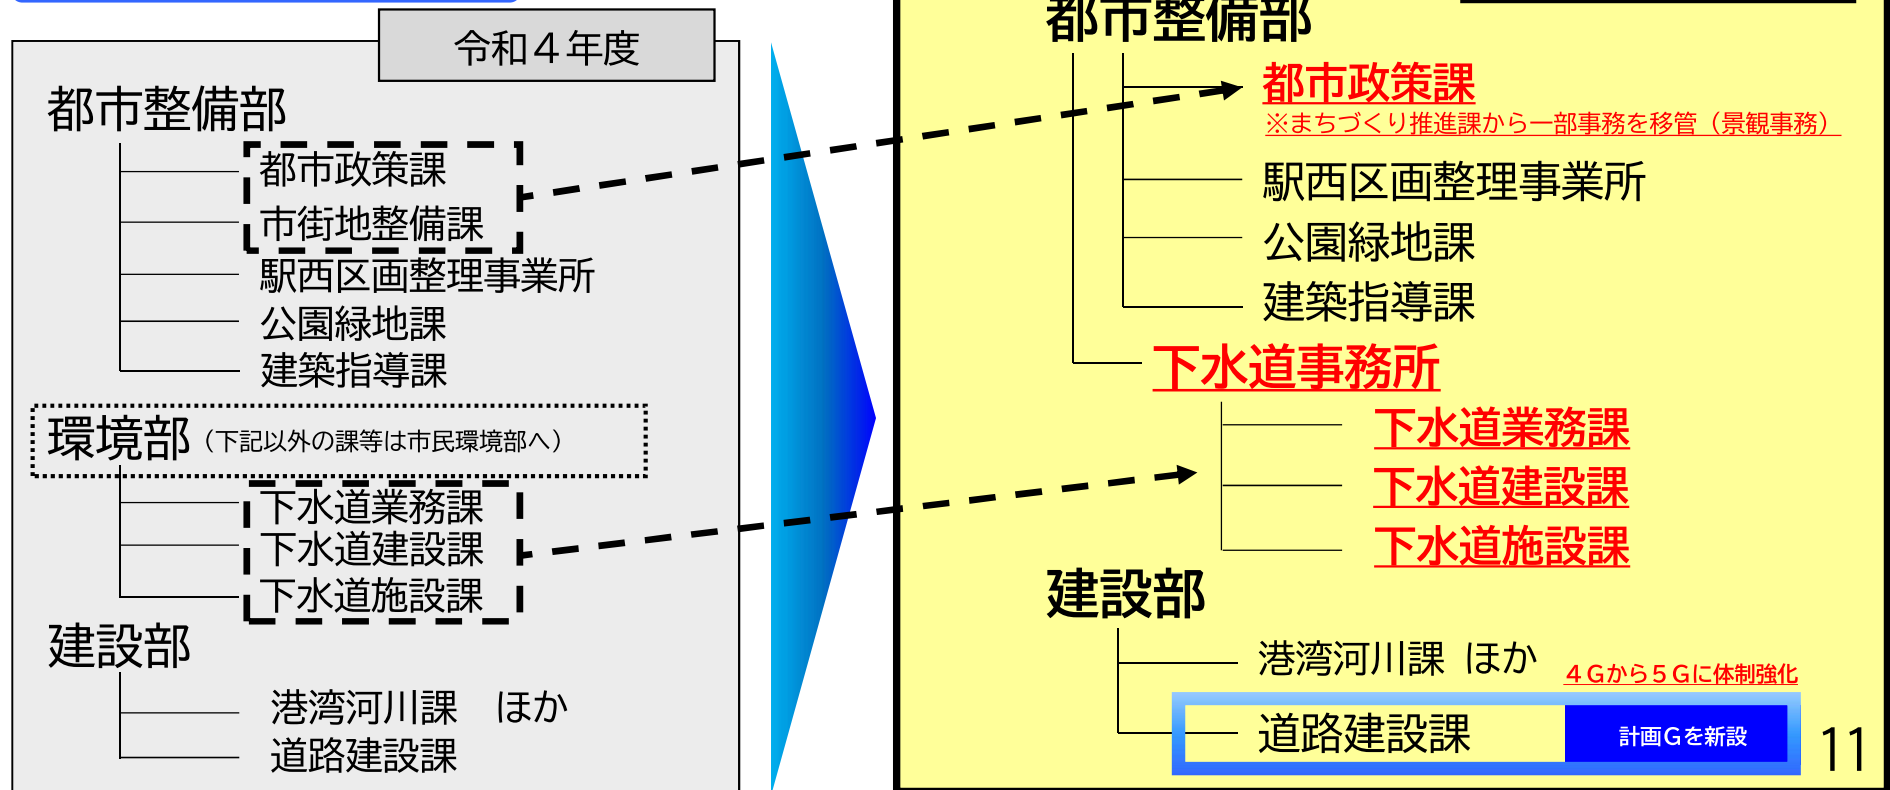 令和４年度
都市整備部
都市政策課
市街地整備課
駅西区画整理事業所
公園緑地課
建築指導課
環境部（下記以外の課等は市民環境部へ）
下水道業務課
下水道建設課
下水道施設課
建設部
港湾河川課　ほか
道路建設課
都市整備部
都市政策課
※まちづくり推進課から一部事務を移管（景観事務）
駅西区画整理事業所
公園緑地課
建築指導課
下水道事務所
下水道業務課
下水道建設課
下水道施設課
建設部
港湾河川課 ほか
４Ｇから５Ｇに体制強化
道路建設課
計画Ｇを新設
11